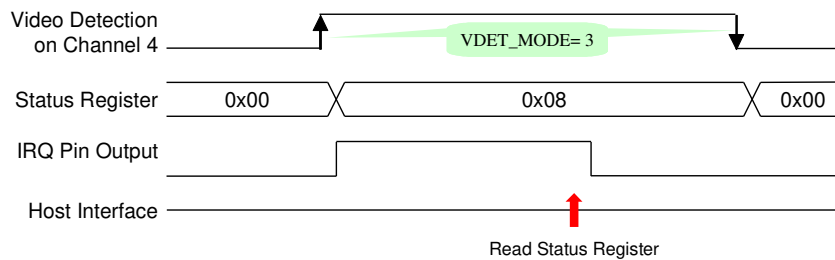 Video Detection
on Channel 4
VDET_MODE= 3
Status Register
0x00
0x08
0x00
IRQ Pin Output
Host Interface
Read Status Register